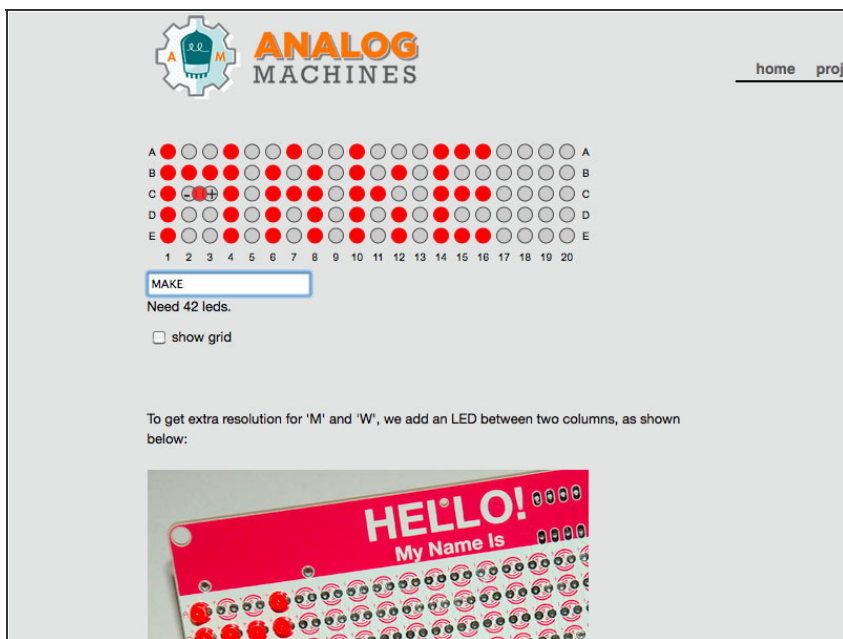 A M
ANALOG
MACHINES
home proj
A A
B B
C - + C
D D
E E
1 2 3 4 5 6 7 8 9 10 11 12 13 14 15 16 17 18 19 20
MAKE
Need 42 leds.
show grid
To get extra resolution for 'M' and 'W', we add an LED between two columns, as shown
below:
HELLO!
My Name Is